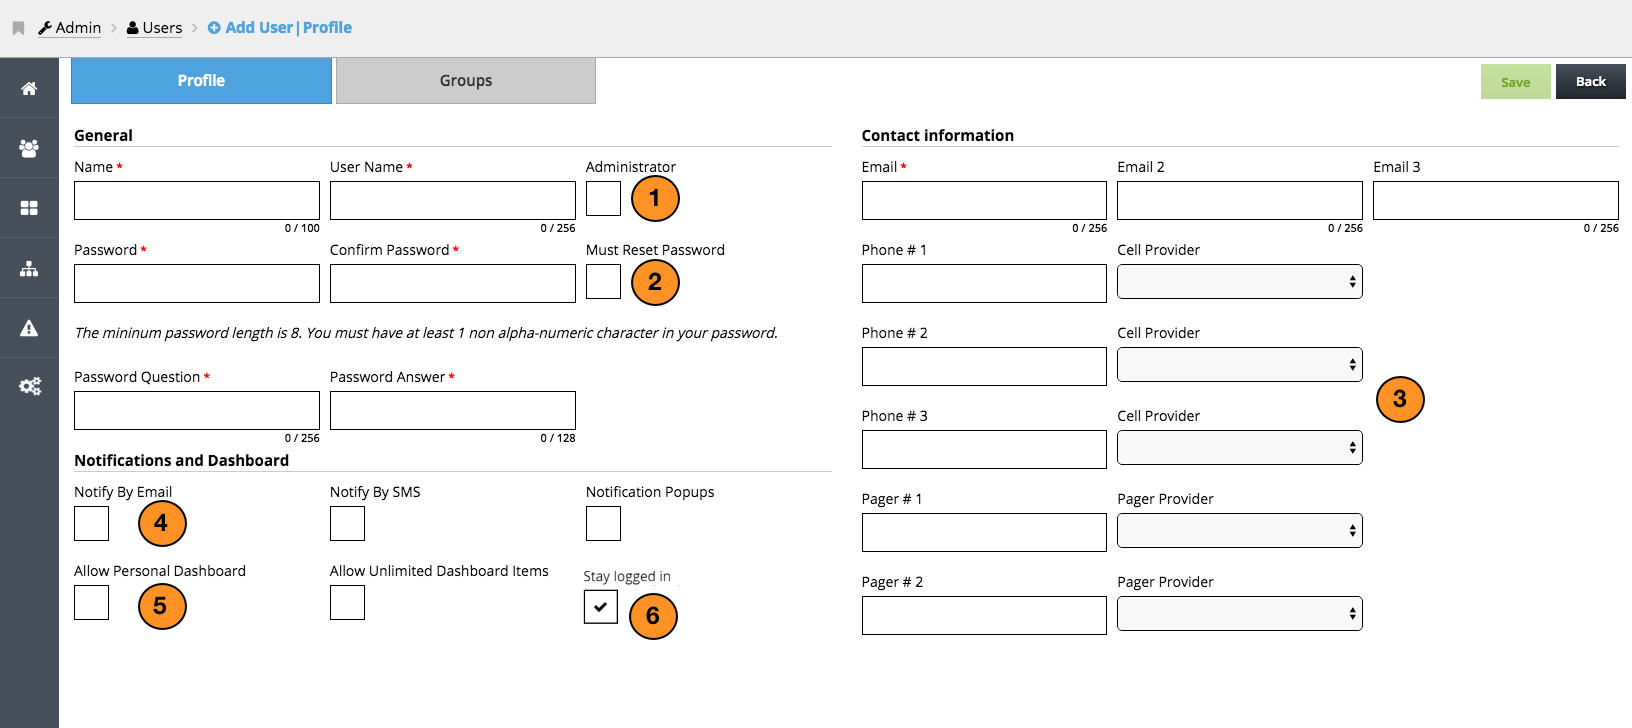 Admin > Users > Add User|Profile
Profile Groups Save Back
General
Name *
User Name *
Administrator
1
0 / 100
0 / 256
Password *
Confirm Password *
Must Reset Password
2
The mininum password length is 8. You must have at least 1 non alpha-numeric character in your password.
Password Question *
Password Answer *
0 / 256
0 / 128
Notifications and Dashboard
Notify By Email
Notify By SMS
Notification Popups
4
Allow Personal Dashboard
Allow Unlimited Dashboard Items
Stay logged in
5
6
Contact information
Email *
Email 2
Email 3
0 / 256
0 / 256
0 / 256
Phone # 1
Cell Provider
Phone # 2
Cell Provider
3
Phone # 3
Cell Provider
Pager # 1
Pager Provider
Pager # 2
Pager Provider